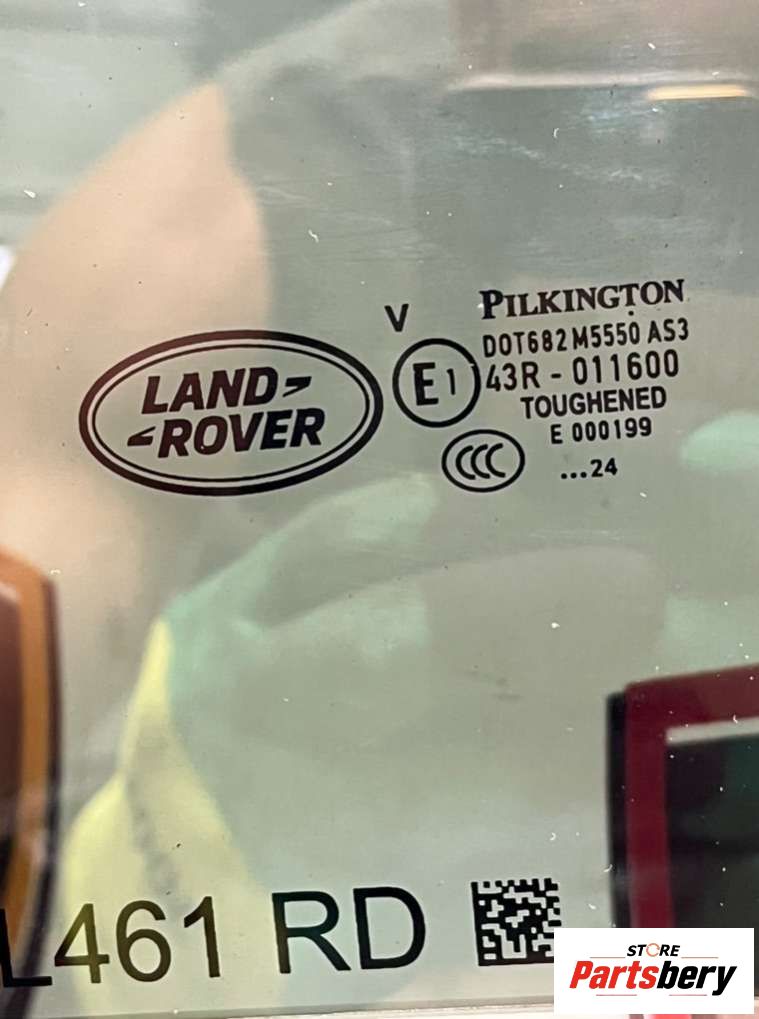 V
PILKINGTON
DOT682 M5550 AS3
E1
43R - 011600
TOUGHENED
E 000199
CCC
...24
LAND
ROVER
L461 RD
STORE
Partsbery